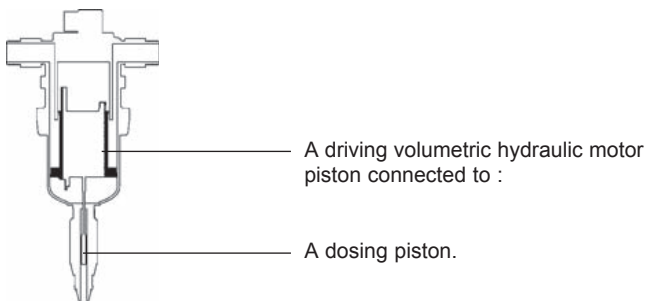 A driving volumetric hydraulic motor
piston connected to :
A dosing piston.